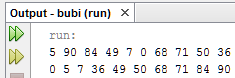 Output - bubi (run)
run:
5 90 84 49 7 0 68 71 50 36
0 5 7 36 49 50 68 71 84 90